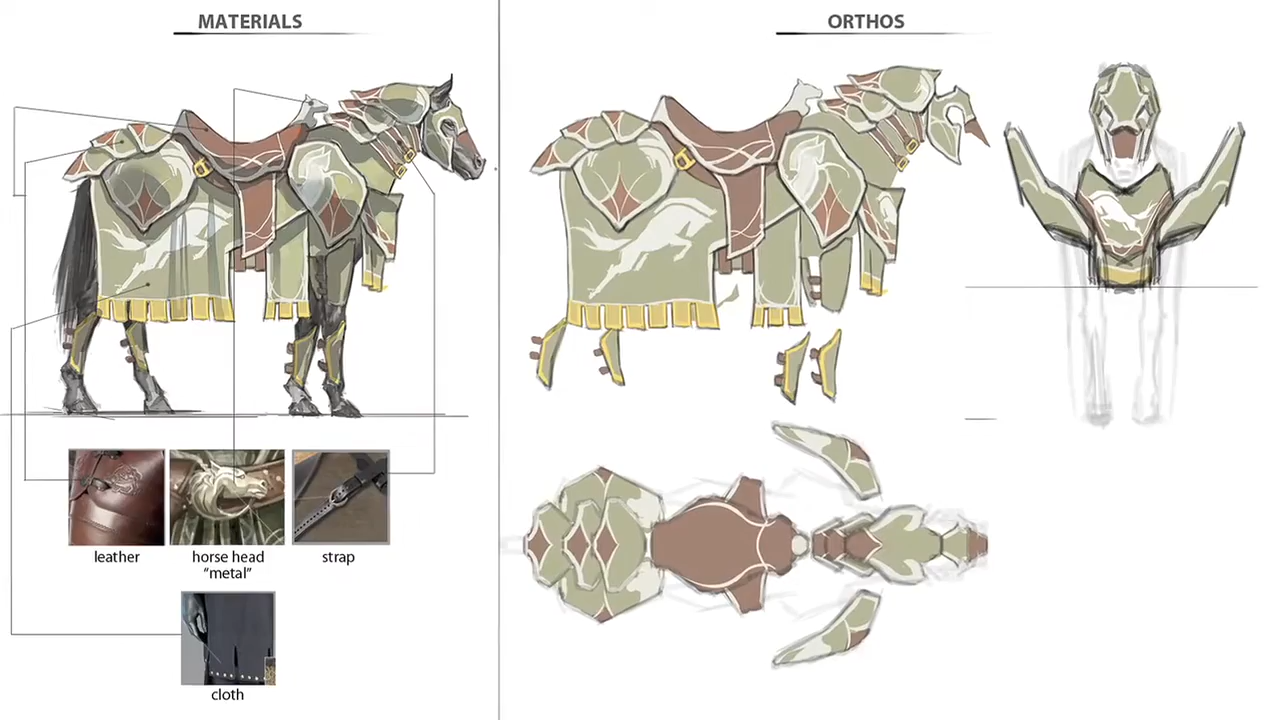 MATERIALS
ORTHOS
leather
horse head
“metal”
strap
cloth